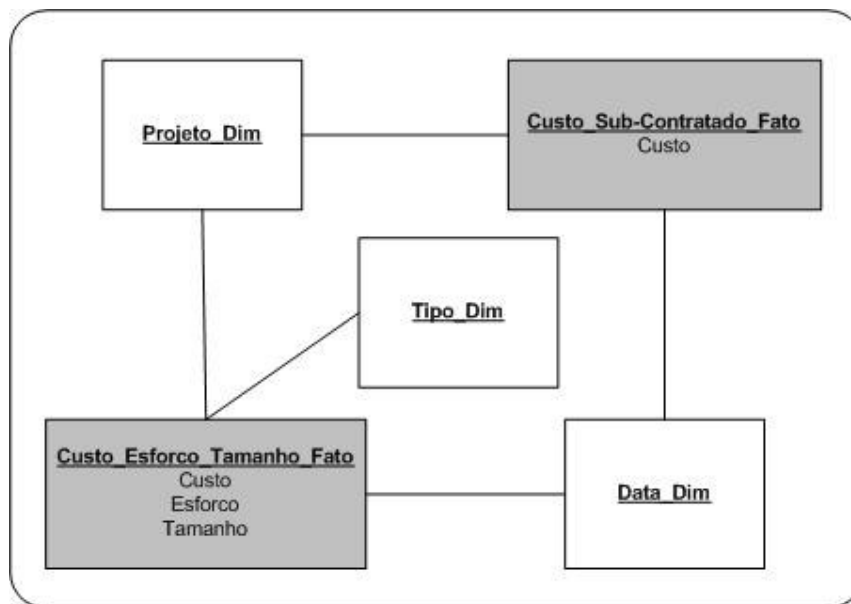 Projeto_Dim
Custo_Sub-Contratado_Fato
Custo
Tipo_Dim
Custo_Esforco_Tamanho_Fato
Custo
Esforco
Tamanho
Data_Dim